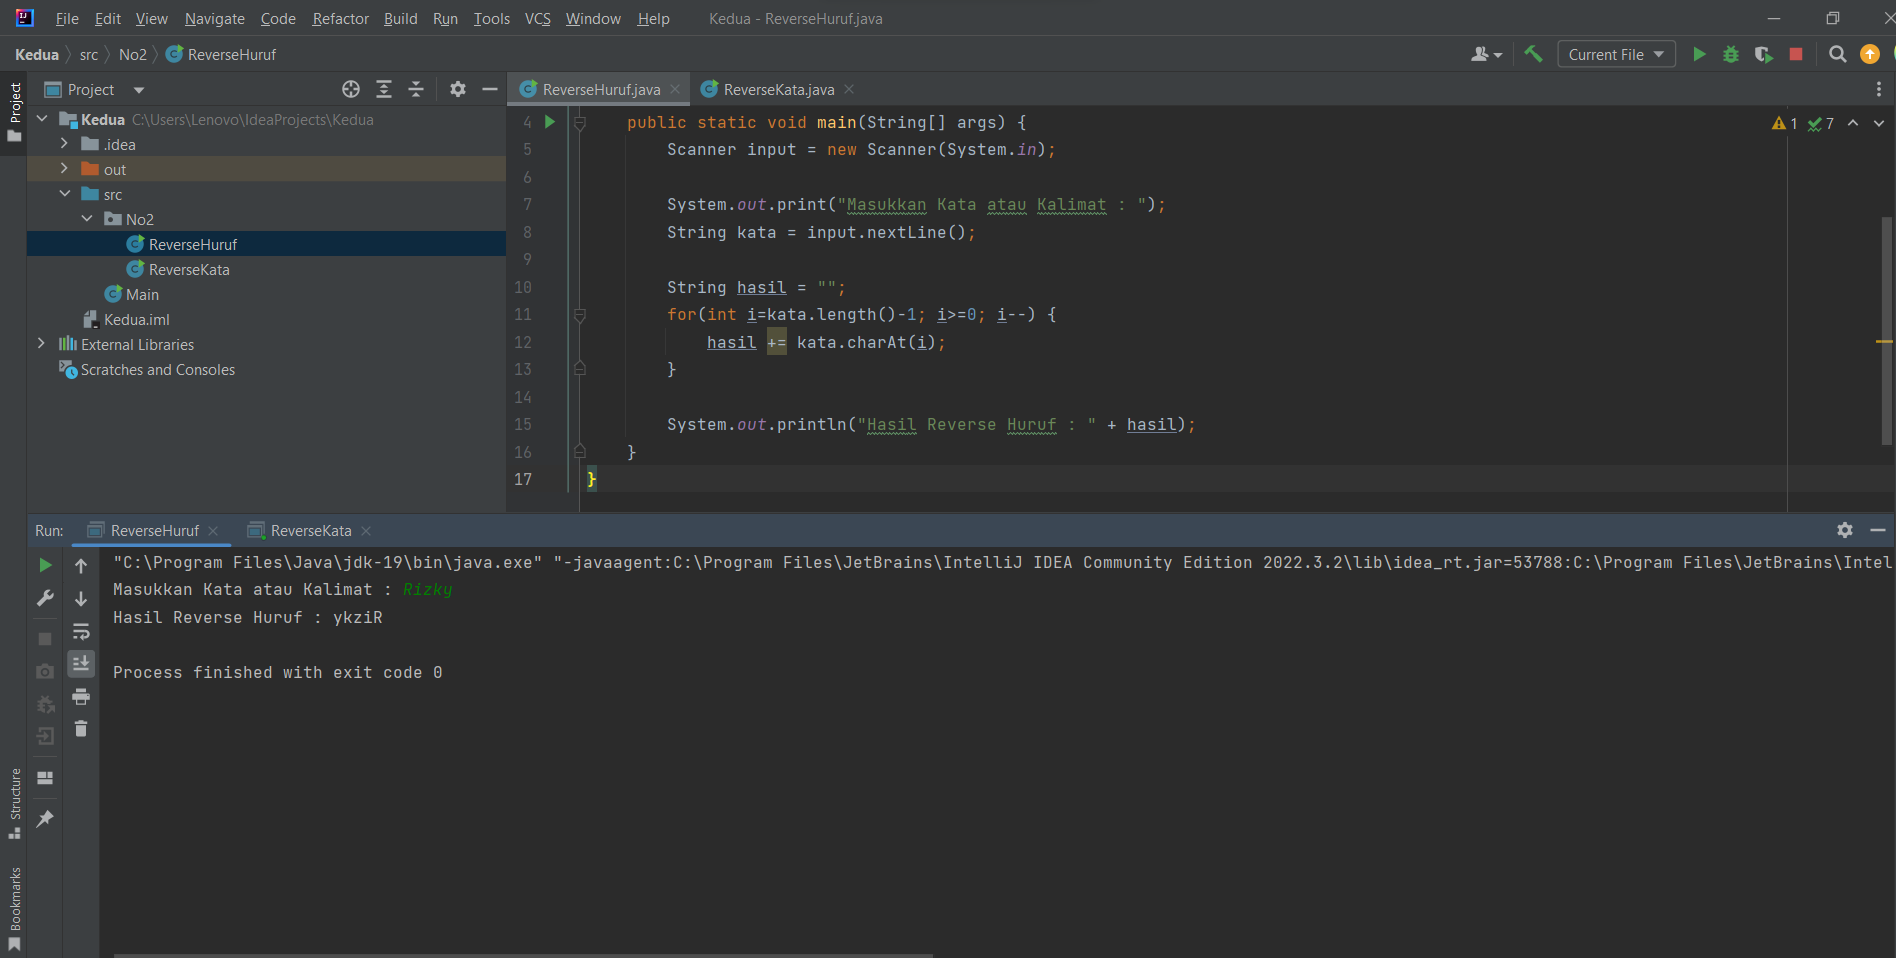 File Edit View Navigate Code Refactor Build Run Tools VCS Window Help Kedua - ReverseHuruf.java
Kedua src No2 ReverseHuruf Current File
Project
Project
ReverseHuruf.java ReverseKata.java
Kedua C:\Users\Lenovo\IdeaProjects\Kedua
.idea
out
src
No2
ReverseHuruf
ReverseKata
Main
Kedua.iml
External Libraries
Scratches and Consoles
4 public static void main(String[] args) {
1 7
5 Scanner input = new Scanner(System.in);
6
7 System.out.print("Masukkan Kata atau Kalimat : ");
8 String kata = input.nextLine();
9
10 String hasil = "";
11 for(int i=kata.length()-1; i>=0; i--) {
12 hasil += kata.charAt(i);
13 }
14
15 System.out.println("Hasil Reverse Huruf : " + hasil);
16 }
17 }
Run: ReverseHuruf ReverseKata
"C:\Program Files\Java\jdk-19\bin\java.exe" "-javaagent:C:\Program Files\JetBrains\IntelliJ IDEA Community Edition 2022.3.2\lib\idea_rt.jar=53788:C:\Program Files\JetBrains\Intel
Masukkan Kata atau Kalimat : Rizky
Hasil Reverse Huruf : ykziR
Process finished with exit code 0
Structure
Bookmarks